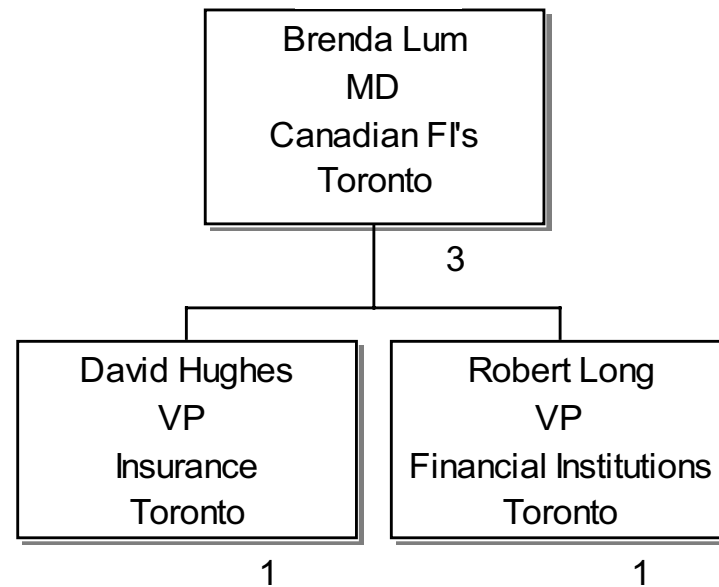 Brenda Lum
MD
Canadian FI's
Toronto
3
David Hughes
VP
Insurance
Toronto
1
Robert Long
VP
Financial Institutions
Toronto
1